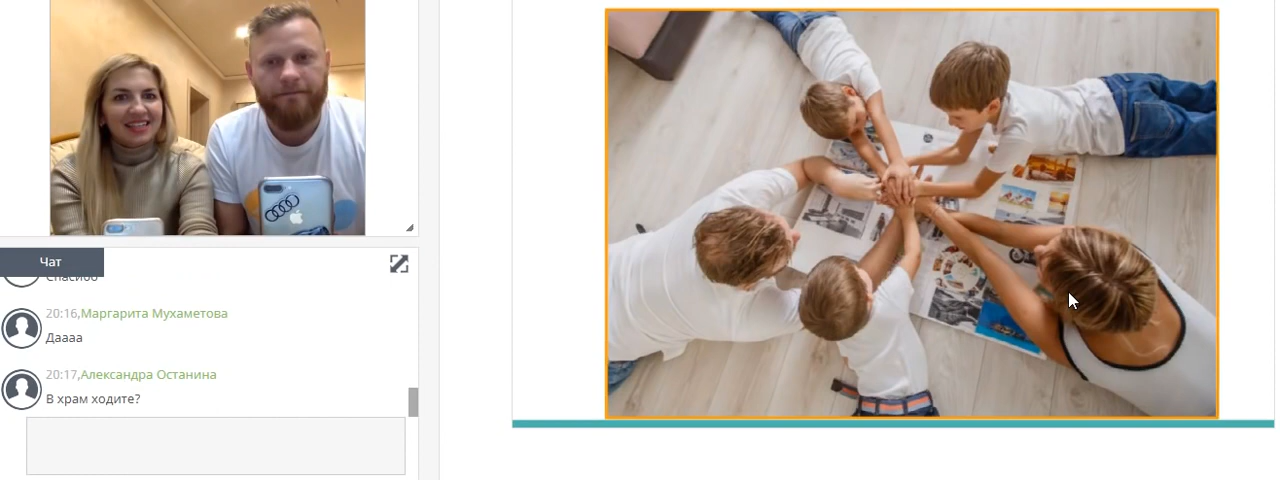 Чат
Спасибо
20:16,Маргарита Мухаметова
Даааа
20:17,Александра Останина
В храм ходите?